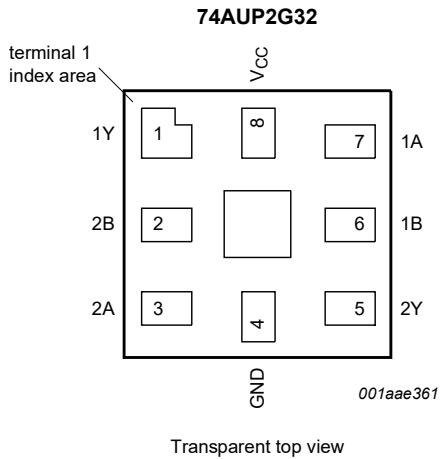 74AUP2G32
terminal 1
index area
VCC
1Y 1 8 7 1A
2B 2 6 1B
2A 3 4 5 2Y
GND
001aae361
Transparent top view